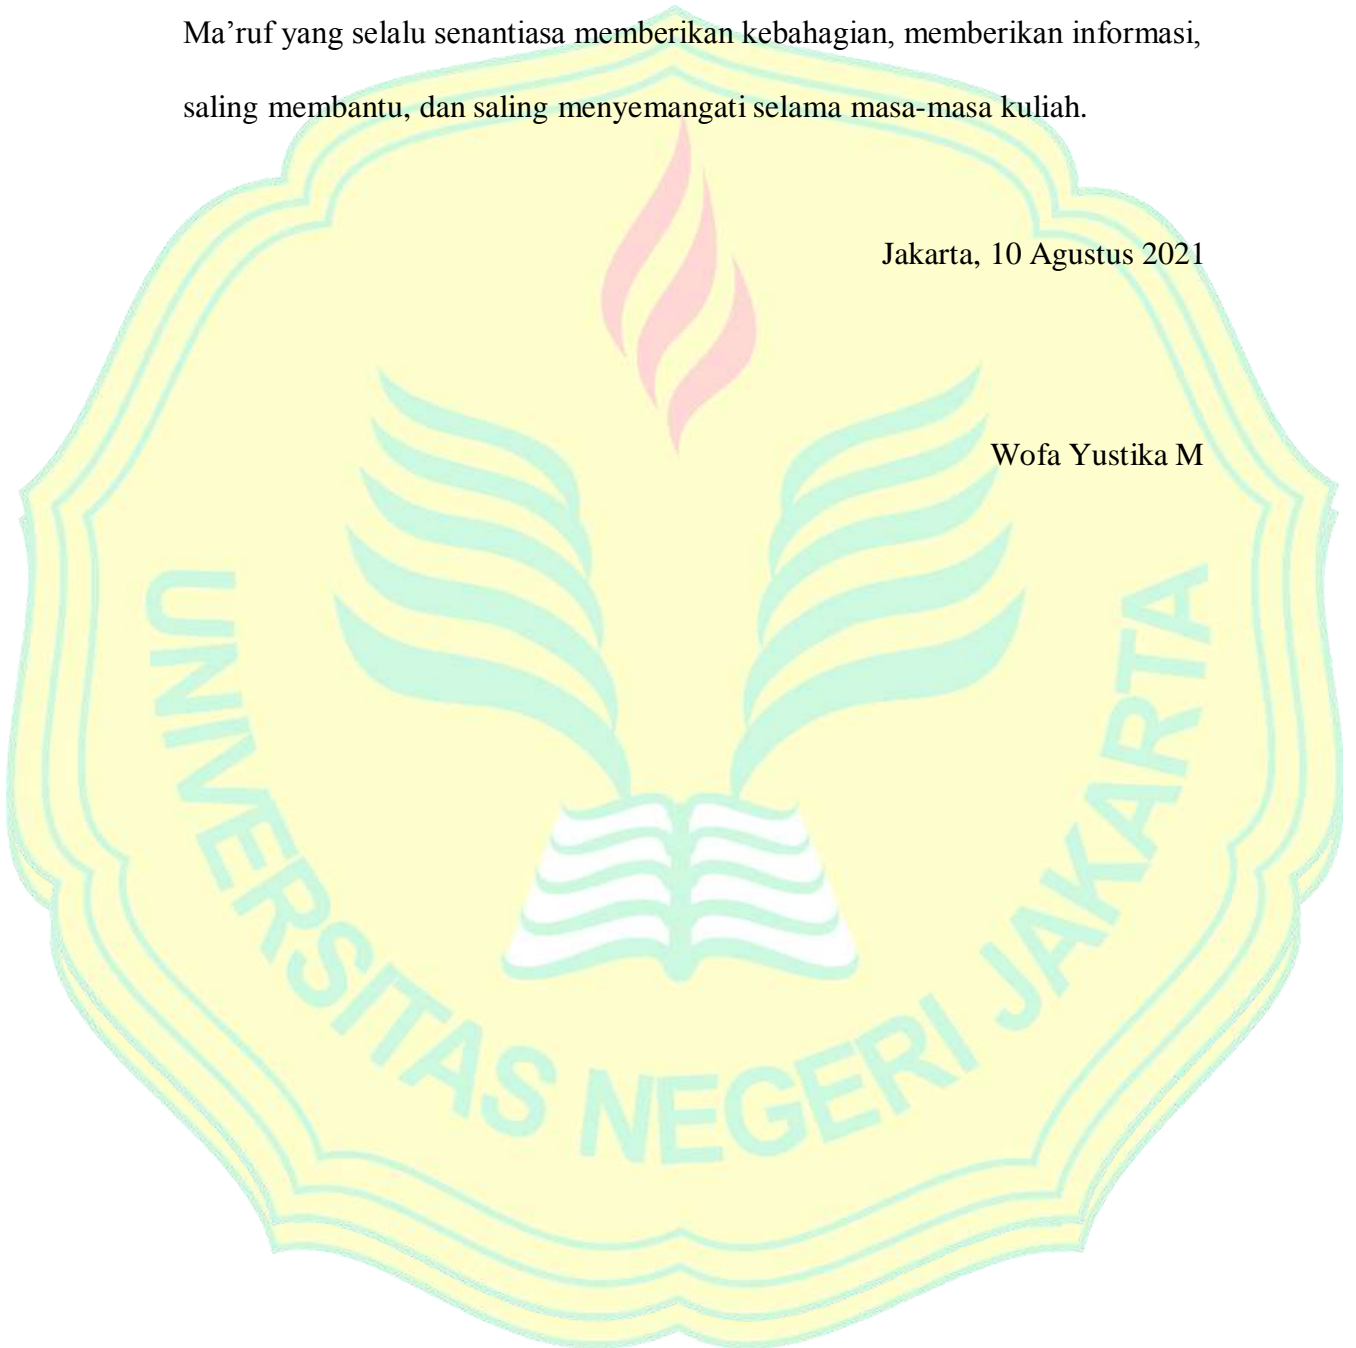 Ma’ruf yang selalu senantiasa memberikan kebahagian, memberikan informasi,
saling membantu, dan saling menyemangati selama masa-masa kuliah.
Jakarta, 10 Agustus 2021
Wofa Yustika M
UNIVERSITAS NEGERI JAKARTA